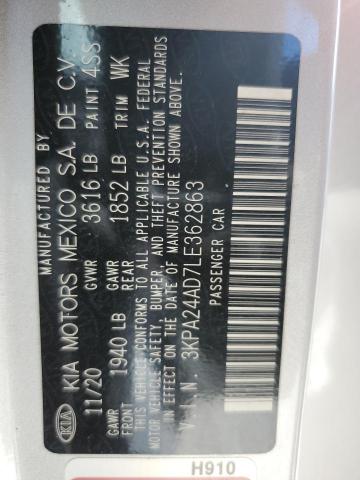 MANUFACTURED BY
KIA KIA MOTORS MEXICO S.A. DE C.V.
11/20 GVWR 3616 LB PAINT 4SS
GAWR FRONT 1940 LB GAWR REAR 1852 LB TRIM WK
THIS VEHICLE CONFORMS TO ALL APPLICABLE U.S.A. FEDERAL
MOTOR VEHICLE SAFETY, BUMPER, AND THEFT PREVENTION STANDARDS
IN EFFECT ON THE DATE OF MANUFACTURE SHOWN ABOVE.
V.I.N. 3KPA24AD7LE362863
PASSENGER CAR
H910